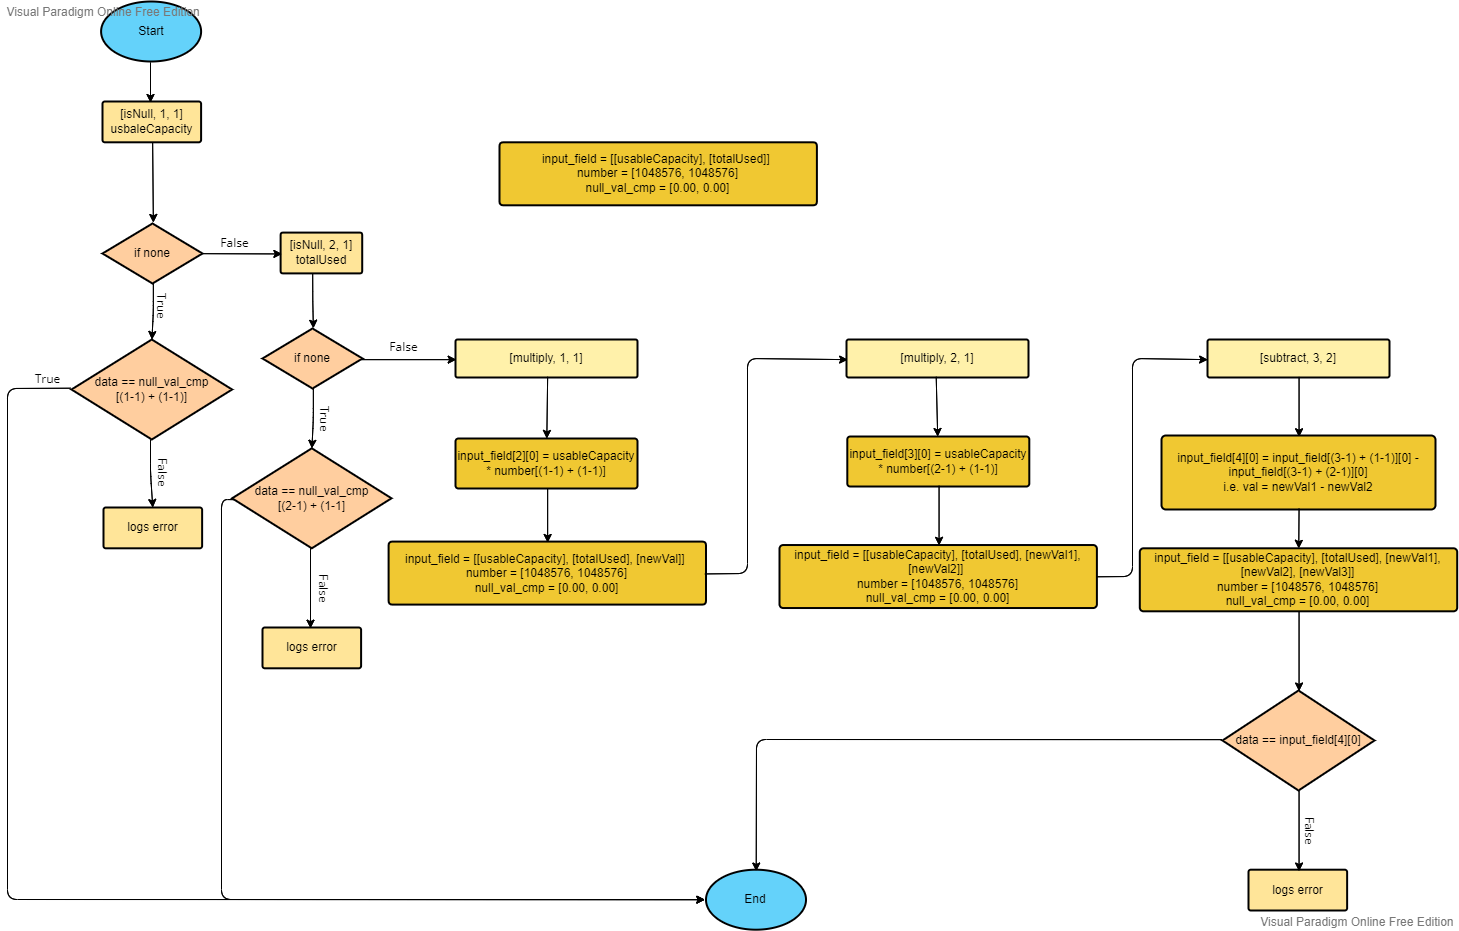 Visual Paradigm Online Free Edition
Start
[isNull, 1, 1]
usbaleCapacity
input_field = [[usableCapacity], [totalUsed]]
number = [1048576, 1048576]
null_val_cmp = [0.00, 0.00]
if none
False
[isNull, 2, 1]
totalUsed
True
if none
False
[multiply, 1, 1]
[multiply, 2, 1]
[subtract, 3, 2]
True
data == null_val_cmp
[(1-1) + (1-1)]
True
False
logs error
data == null_val_cmp
[(2-1) + (1-1]
False
logs error
input_field[2][0] = usableCapacity
* number[(1-1) + (1-1)]
input_field = [[usableCapacity], [totalUsed], [newVal]]
number = [1048576, 1048576]
null_val_cmp = [0.00, 0.00]
input_field[3][0] = usableCapacity
* number[(2-1) + (1-1)]
input_field = [[usableCapacity], [totalUsed], [newVal1],
[newVal2]]
number = [1048576, 1048576]
null_val_cmp = [0.00, 0.00]
input_field[4][0] = input_field[(3-1) + (1-1)][0] -
input_field[(3-1) + (2-1)][0]
i.e. val = newVal1 - newVal2
input_field = [[usableCapacity], [totalUsed], [newVal1],
[newVal2], [newVal3]]
number = [1048576, 1048576]
null_val_cmp = [0.00, 0.00]
data == input_field[4][0]
False
logs error
End
Visual Paradigm Online Free Edition